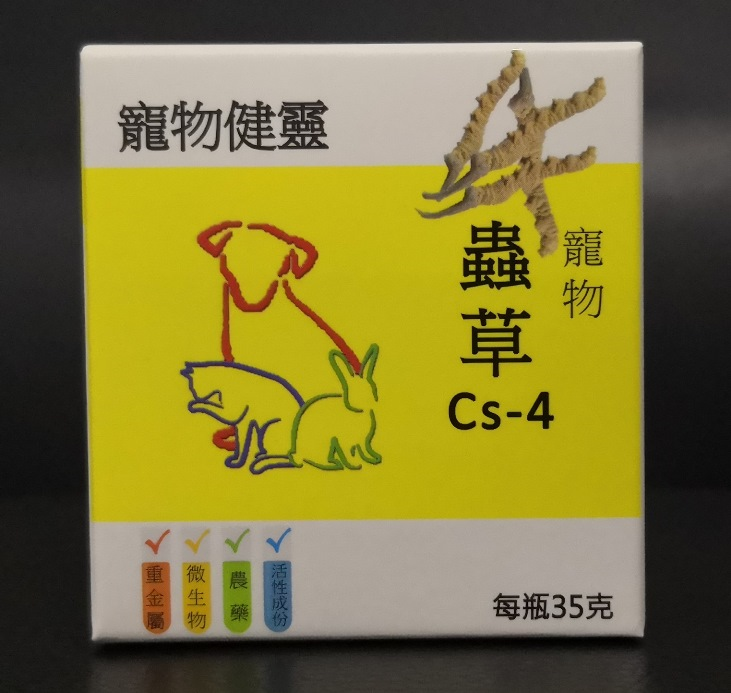 寵物健靈
寵物
蟲草
Cs-4
重金屬
微生物
農藥
活性成份
每瓶35克